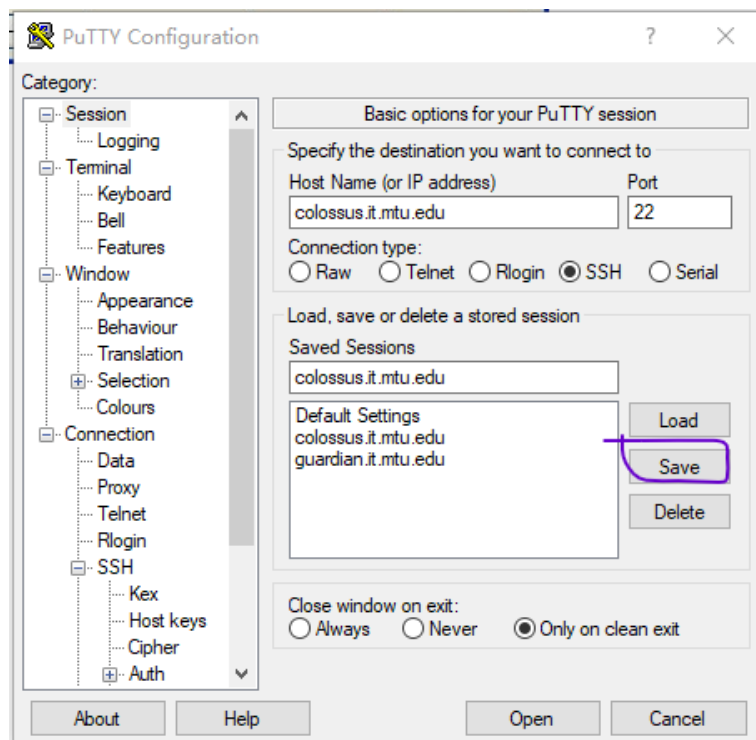 PuTTY Configuration
?
Category:
Session
Logging
Terminal
Keyboard
Bell
Features
Window
Appearance
Behaviour
Translation
Selection
Colours
Connection
Data
Proxy
Telnet
Rlogin
SSH
Kex
Host keys
Cipher
Auth
Basic options for your PuTTY session
Specify the destination you want to connect to
Host Name (or IP address) Port
colossus.it.mtu.edu 22
Connection type:
Raw Telnet Rlogin SSH Serial
Load, save or delete a stored session
Saved Sessions
colossus.it.mtu.edu
Default Settings
colossus.it.mtu.edu
guardian.it.mtu.edu
Load
Save
Delete
Close window on exit:
Always Never Only on clean exit
About Help Open Cancel